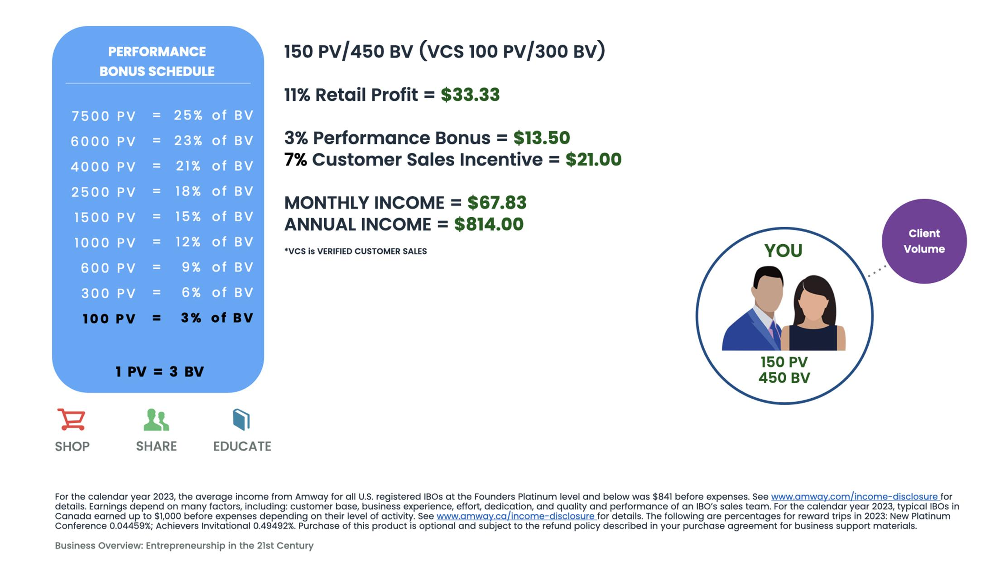 PERFORMANCE
BONUS SCHEDULE
7500 PV = 25% of BV
6000 PV = 23% of BV
4000 PV = 21% of BV
2500 PV = 18% of BV
1500 PV = 15% of BV
1000 PV = 12% of BV
600 PV = 9% of BV
300 PV = 6% of BV
100 PV = 3% of BV
1 PV = 3 BV
SHOP SHARE EDUCATE
150 PV/450 BV (VCS 100 PV/300 BV)
11% Retail Profit = $33.33
3% Performance Bonus = $13.50
7% Customer Sales Incentive = $21.00
MONTHLY INCOME = $67.83
ANNUAL INCOME = $814.00
*VCS is VERIFIED CUSTOMER SALES
Client
Volume
YOU
150 PV
450 BV
For the calendar year 2023, the average income from Amway for all U.S. registered IBOs at the Founders Platinum level and below was $841 before expenses. See www.amway.com/income-disclosure for
details. Earnings depend on many factors, including: customer base, business experience, effort, dedication, and quality and performance of an IBO's sales team. For the calendar year 2023, typical IBOs in
Canada earned up to $1,000 before expenses depending on their level of activity. See www.amway.ca/income-disclosure for details. The following are percentages for reward trips in 2023: New Platinum
Conference 0.04459%; Achievers Invitational 0.49492%. Purchase of this product is optional and subject to the refund policy described in your purchase agreement for business support materials.
Business Overview: Entrepreneurship in the 21st Century